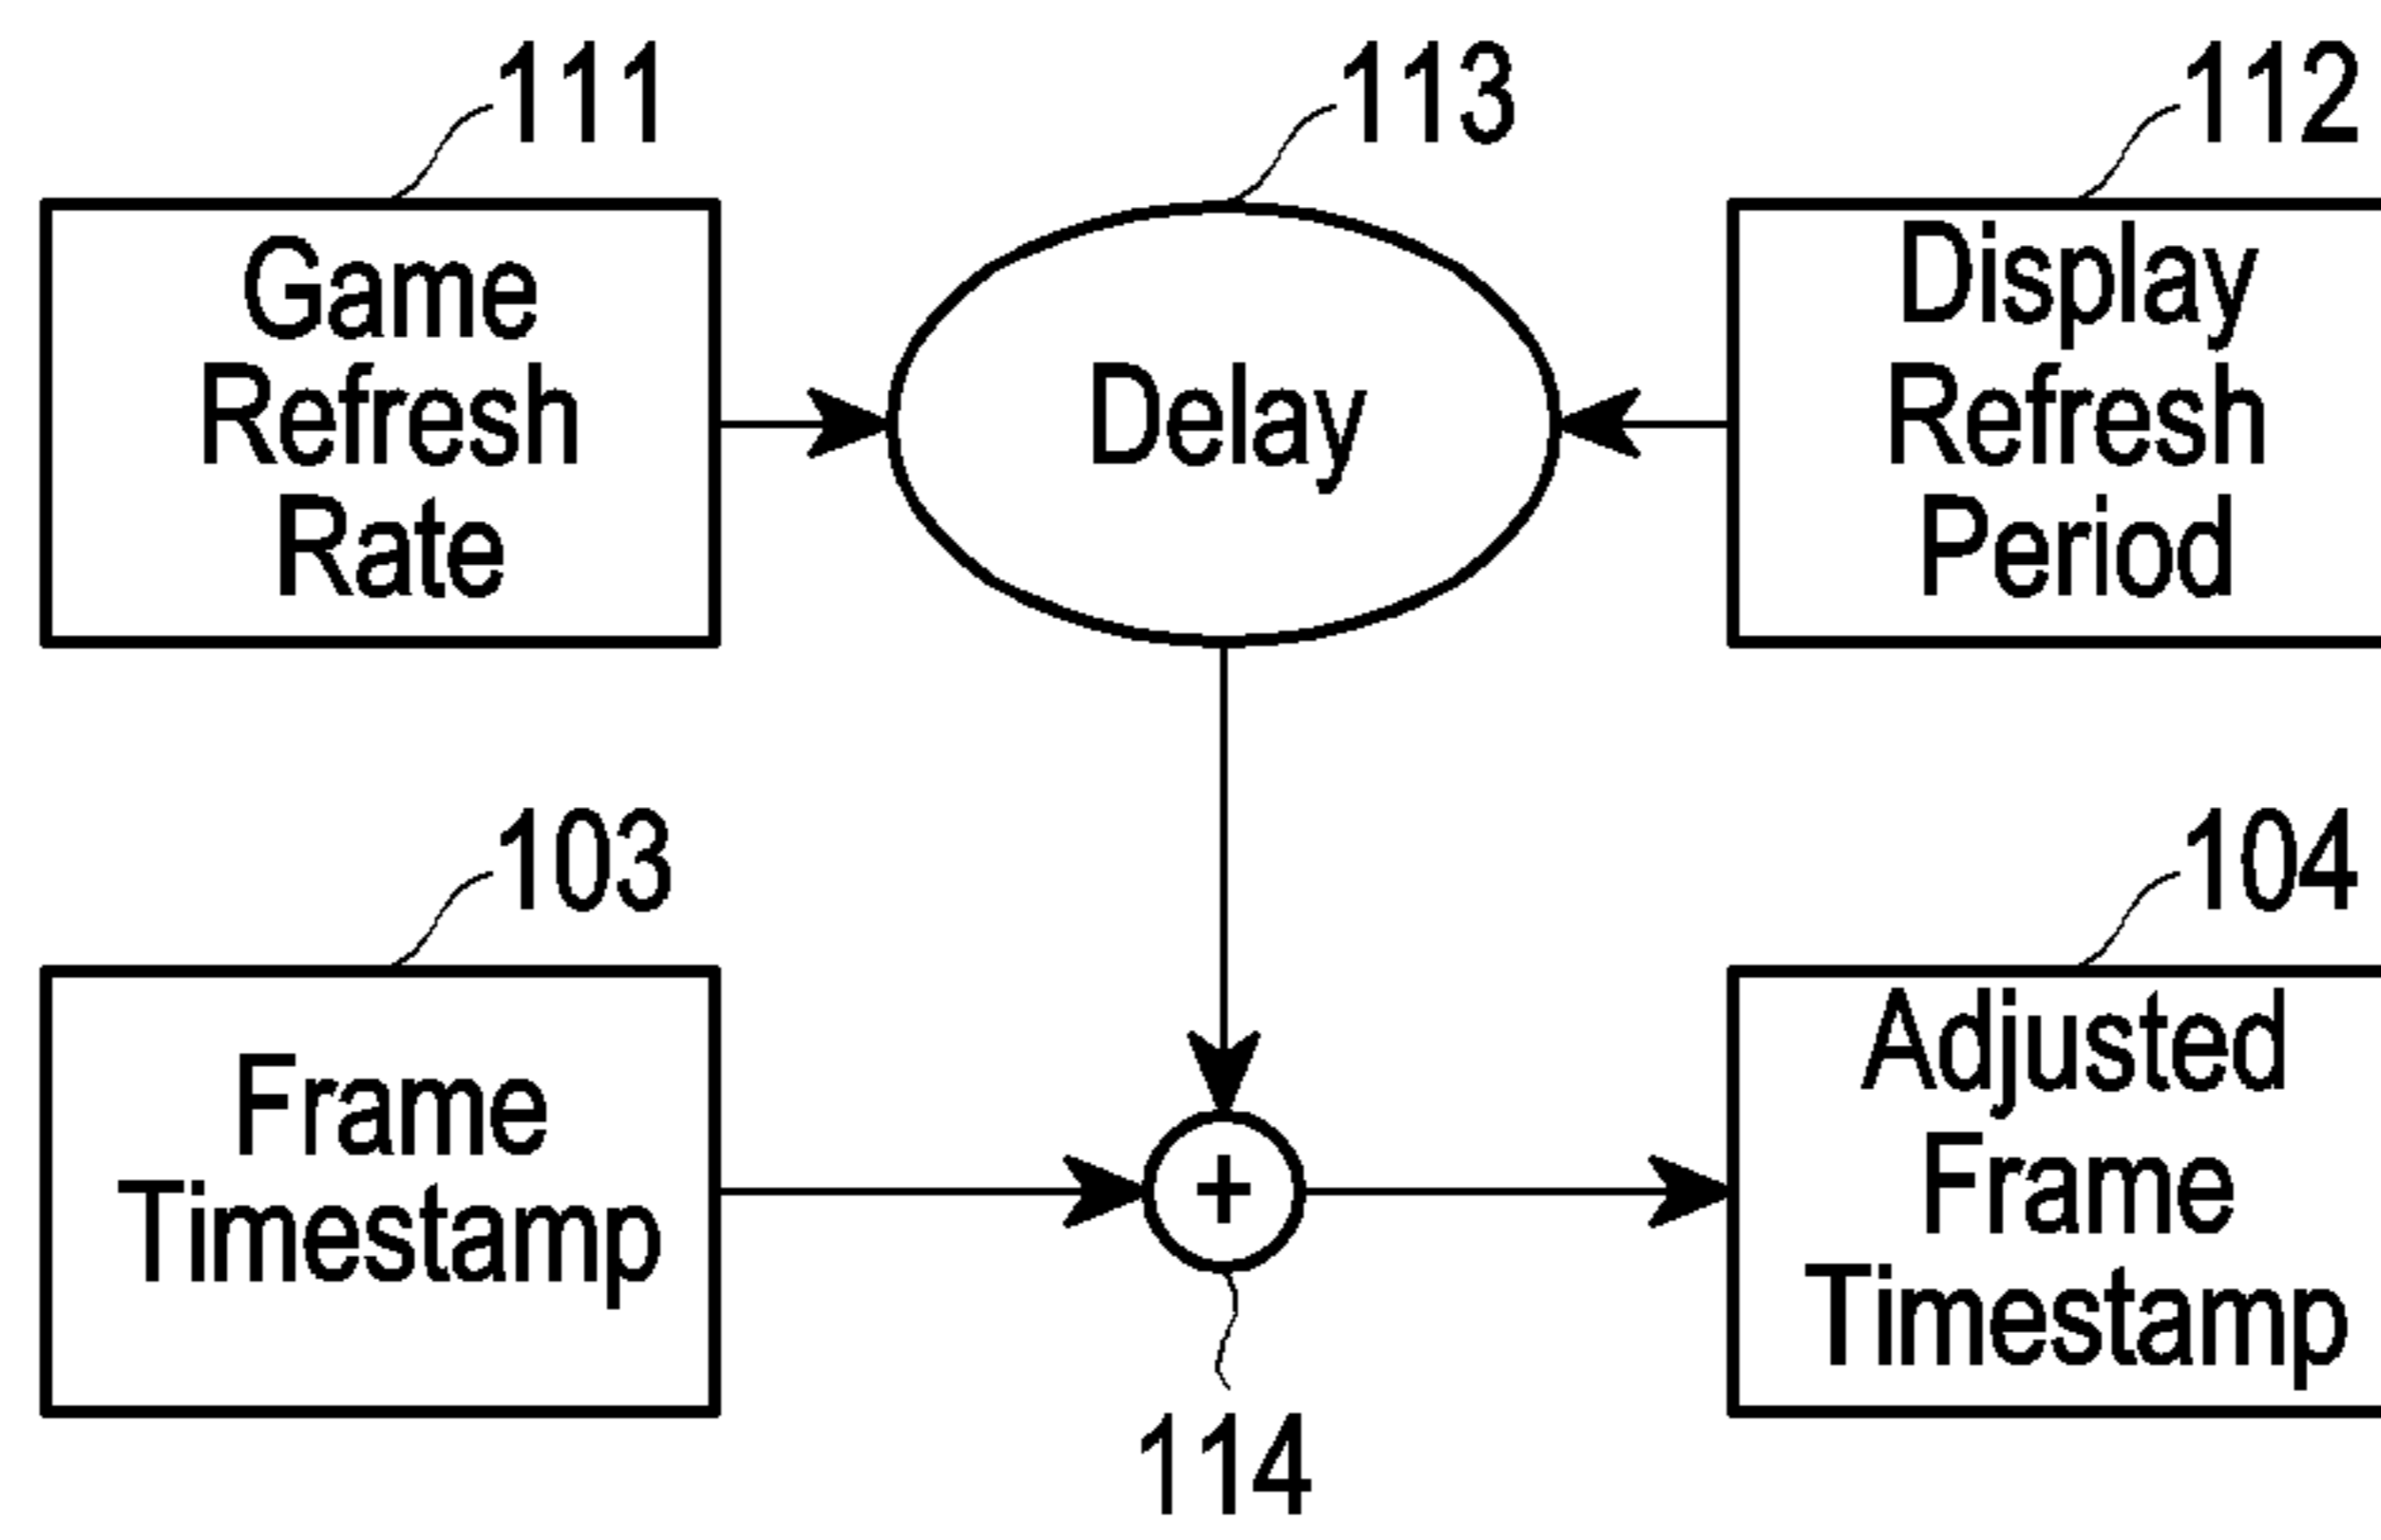 111
113
112
Game
Refresh
Rate
Delay
Display
Refresh
Period
103
104
Frame
Timestamp
+
Adjusted
Frame
Timestamp
114